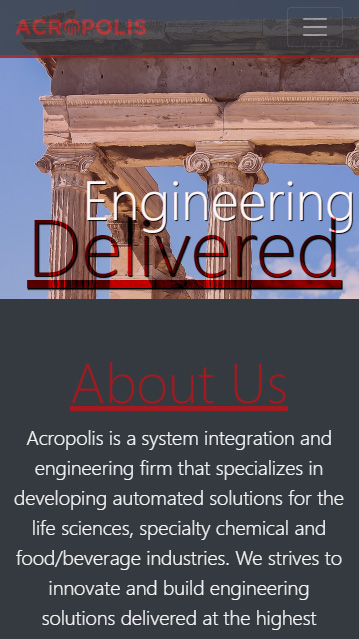 ACROPOLIS
Engineering
Delivered
About Us
Acropolis is a system integration and
engineering firm that specializes in
developing automated solutions for the
life sciences, specialty chemical and
food/beverage industries. We strives to
innovate and build engineering
solutions delivered at the highest